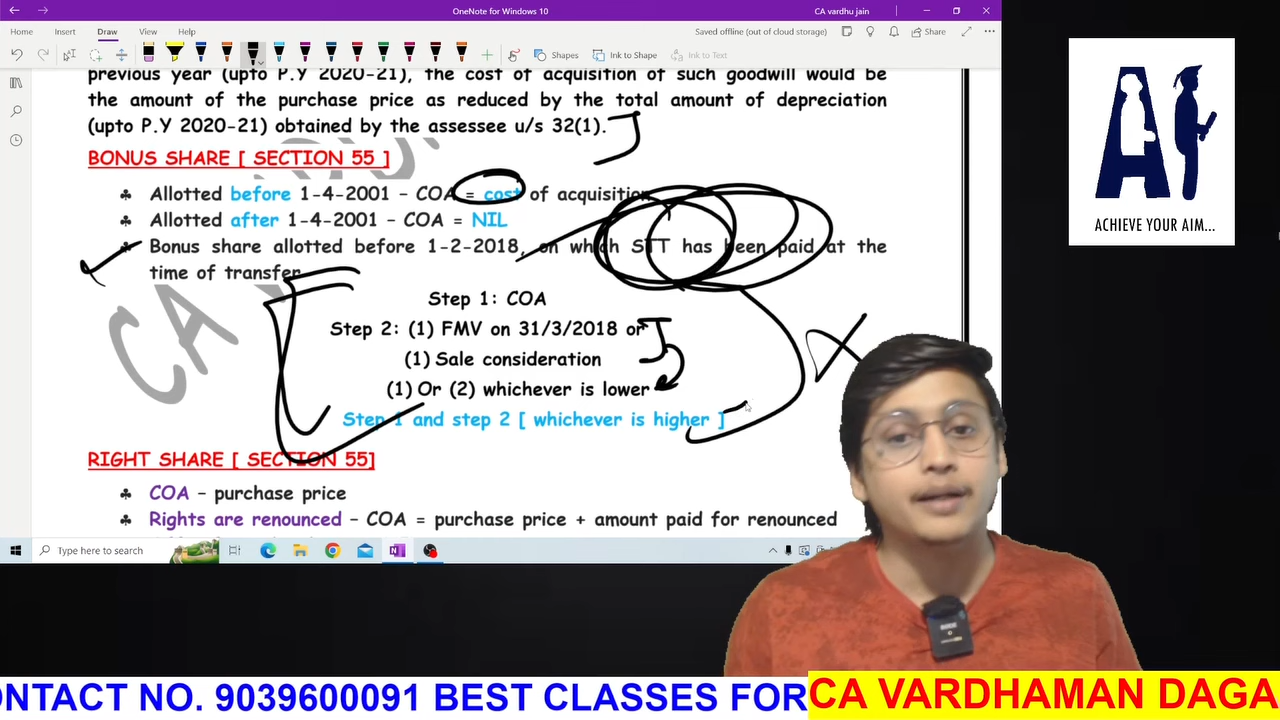 OneNote for Windows 10
CA vardhu jain
Home Insert Draw View Help
Saved offline (out of cloud storage)
Share
Shapes
Ink to Shape
Ink to Text
previous year (upto P.Y 2020-21), the cost of acquisition of such goodwill would be
the amount of the purchase price as reduced by the total amount of depreciation
(upto P.Y 2020-21) obtained by the assessee u/s 32(1).
BONUS SHARE [ SECTION 55 ]
♣ Allotted before 1-4-2001 – COA = cost of acquisition
♣ Allotted after 1-4-2001 – COA = NIL
♣ Bonus share allotted before 1-2-2018, on which STT has been paid at the
time of transfer
Step 1: COA
Step 2: (1) FMV on 31/3/2018 or
(1) Sale consideration
(1) Or (2) whichever is lower
Step 1 and step 2 [ whichever is higher ]
RIGHT SHARE [ SECTION 55]
♣ COA – purchase price
♣ Rights are renounced – COA = purchase price + amount paid for renounced
Type here to search
AI
ACHIEVE YOUR AIM...
ONTACT NO. 9039600091 BEST CLASSES FOR
CA VARDHAMAN DAGA